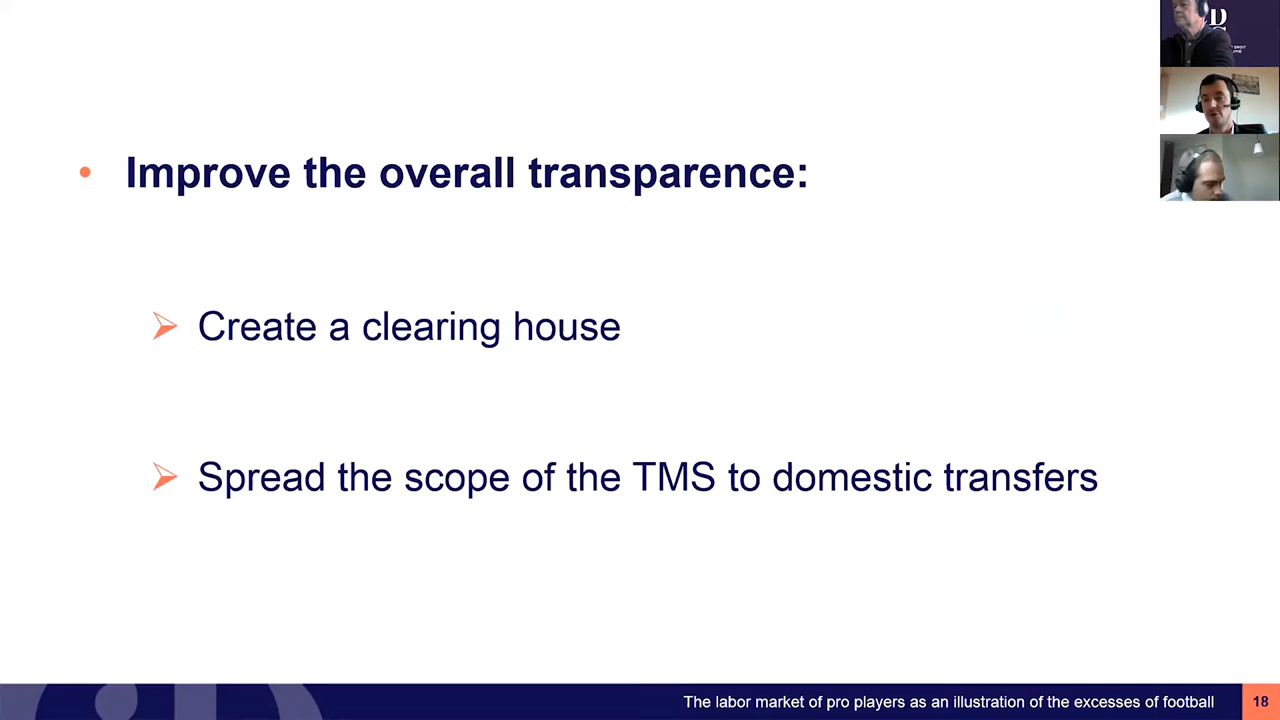 • Improve the overall transparence:
➢ Create a clearing house
➢ Spread the scope of the TMS to domestic transfers
The labor market of pro players as an illustration of the excesses of football 18